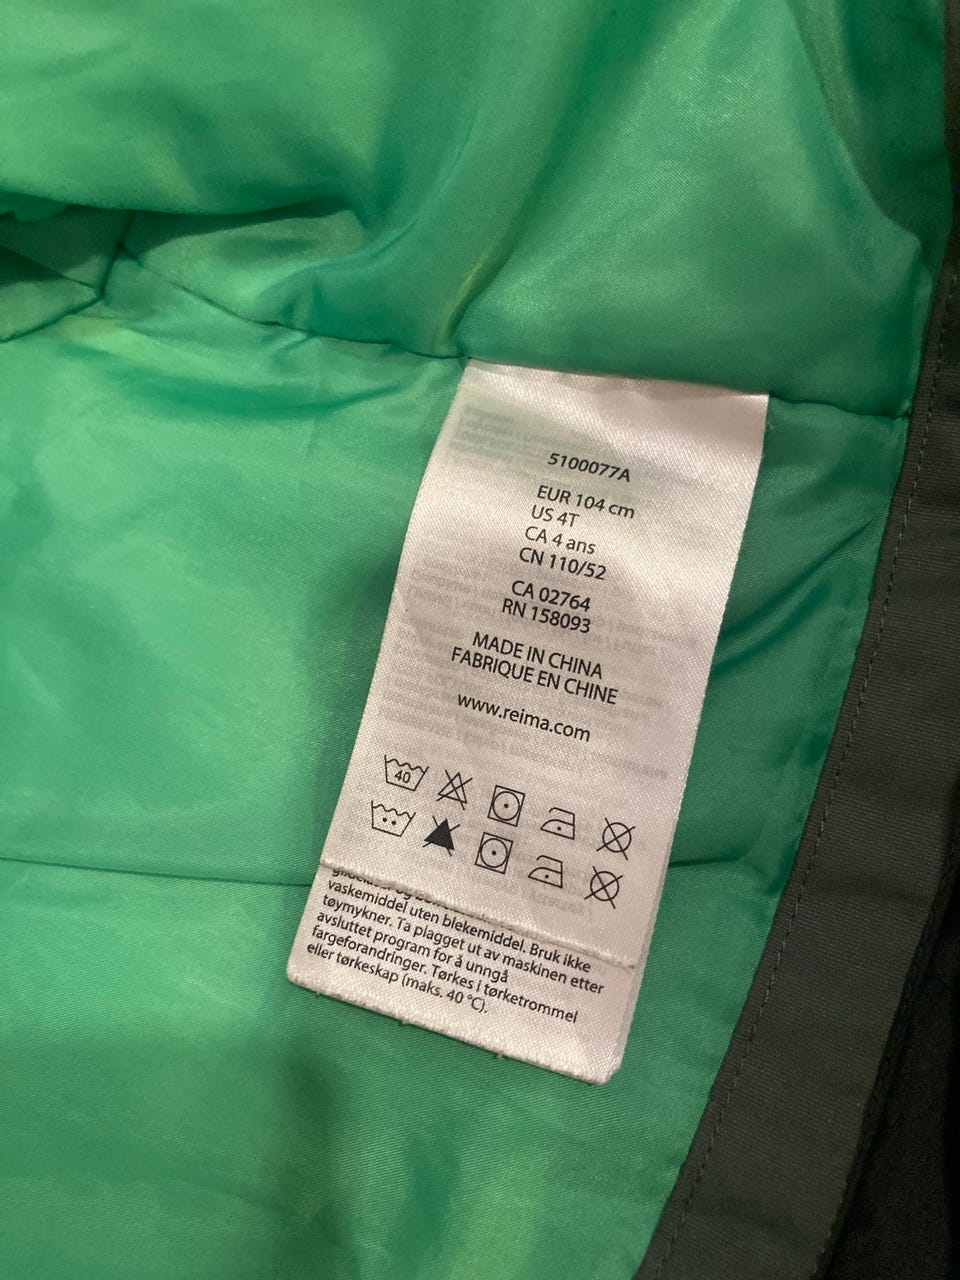 5100077A
EUR 104 cm
US 4T
CA 4 ans
CN 110/52
CA 02764
RN 158093
MADE IN CHINA
FABRIQUE EN CHINE
www.reima.com
40
vaskemiddel uten blekemiddel. Bruk ikke
tøymykner. Ta plagget ut av maskinen etter
avsluttet program for å unngå
fargeforandringer. Tørkes i tørketrommel
eller tørkeskap (maks. 40 °C).